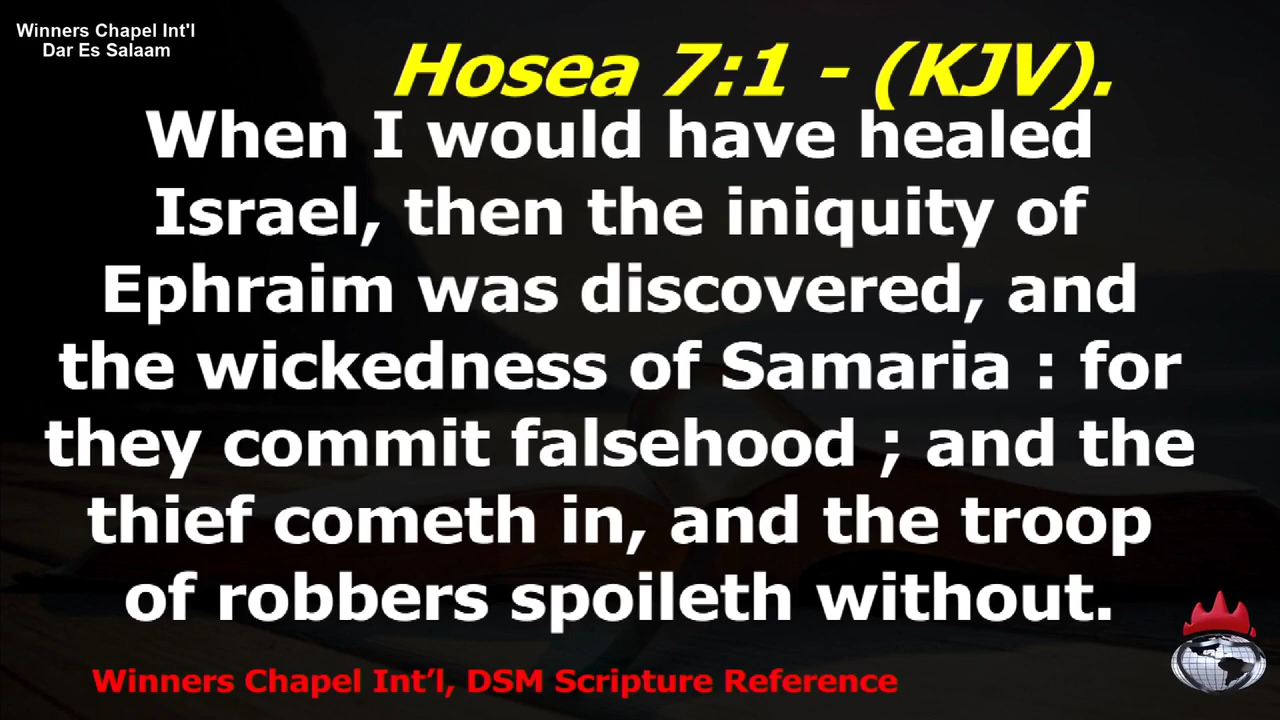 Winners Chapel Int'l
Dar Es Salaam
Hosea 7:1 - (KJV).
When I would have healed
Israel, then the iniquity of
Ephraim was discovered, and
the wickedness of Samaria : for
they commit falsehood ; and the
thief cometh in, and the troop
of robbers spoileth without.
Winners Chapel Int’l, DSM Scripture Reference